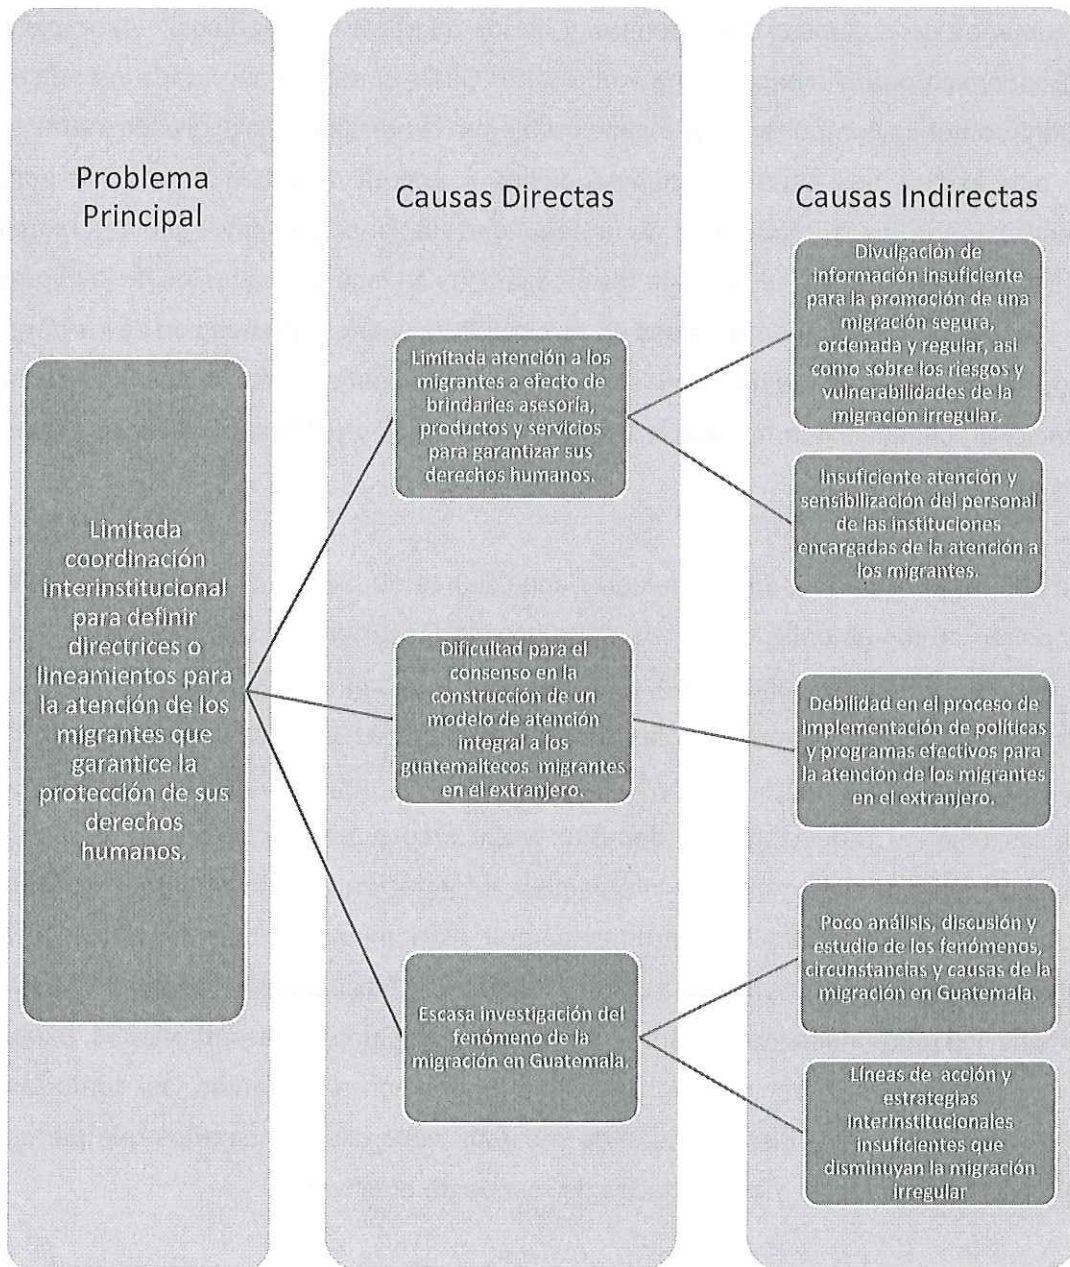 Problema
Principal
Limitada
coordinación
interinstitucional
para definir
directrices o
lineamientos para
la atención de los
migrantes que
garantice la
protección de sus
derechos
humanos.
Causas Directas
Limitada atención a los
migrantes a efecto de
brindarles asesoría,
productos y servicios
para garantizar sus
derechos humanos.
Dificultad para el
consenso en la
construcción de un
modelo de atención
integral a los
guatemaltecos migrantes
en el extranjero.
Escasa investigación del
fenómeno de la
migración en Guatemala.
Causas Indirectas
Divulgación de
información insuficiente
para la promoción de una
migración segura,
ordenada y regular, asi
como sobre los riesgos y
vulnerabilidades de la
migración irregular.
Insuficiente atención y
sensibilización del personal
de las instituciones
encargadas de la atención a
los migrantes.
Debilidad en el proceso de
implementación de políticas
y programas efectivos para
la atención de los migrantes
en el extranjero.
Poco análisis, discusión y
estudio de los fenómenos,
circunstancias y causas de la
migración en Guatemala.
Líneas de acción y
estrategias
interinstitucionales
insuficientes que
disminuyan la migración
irregular